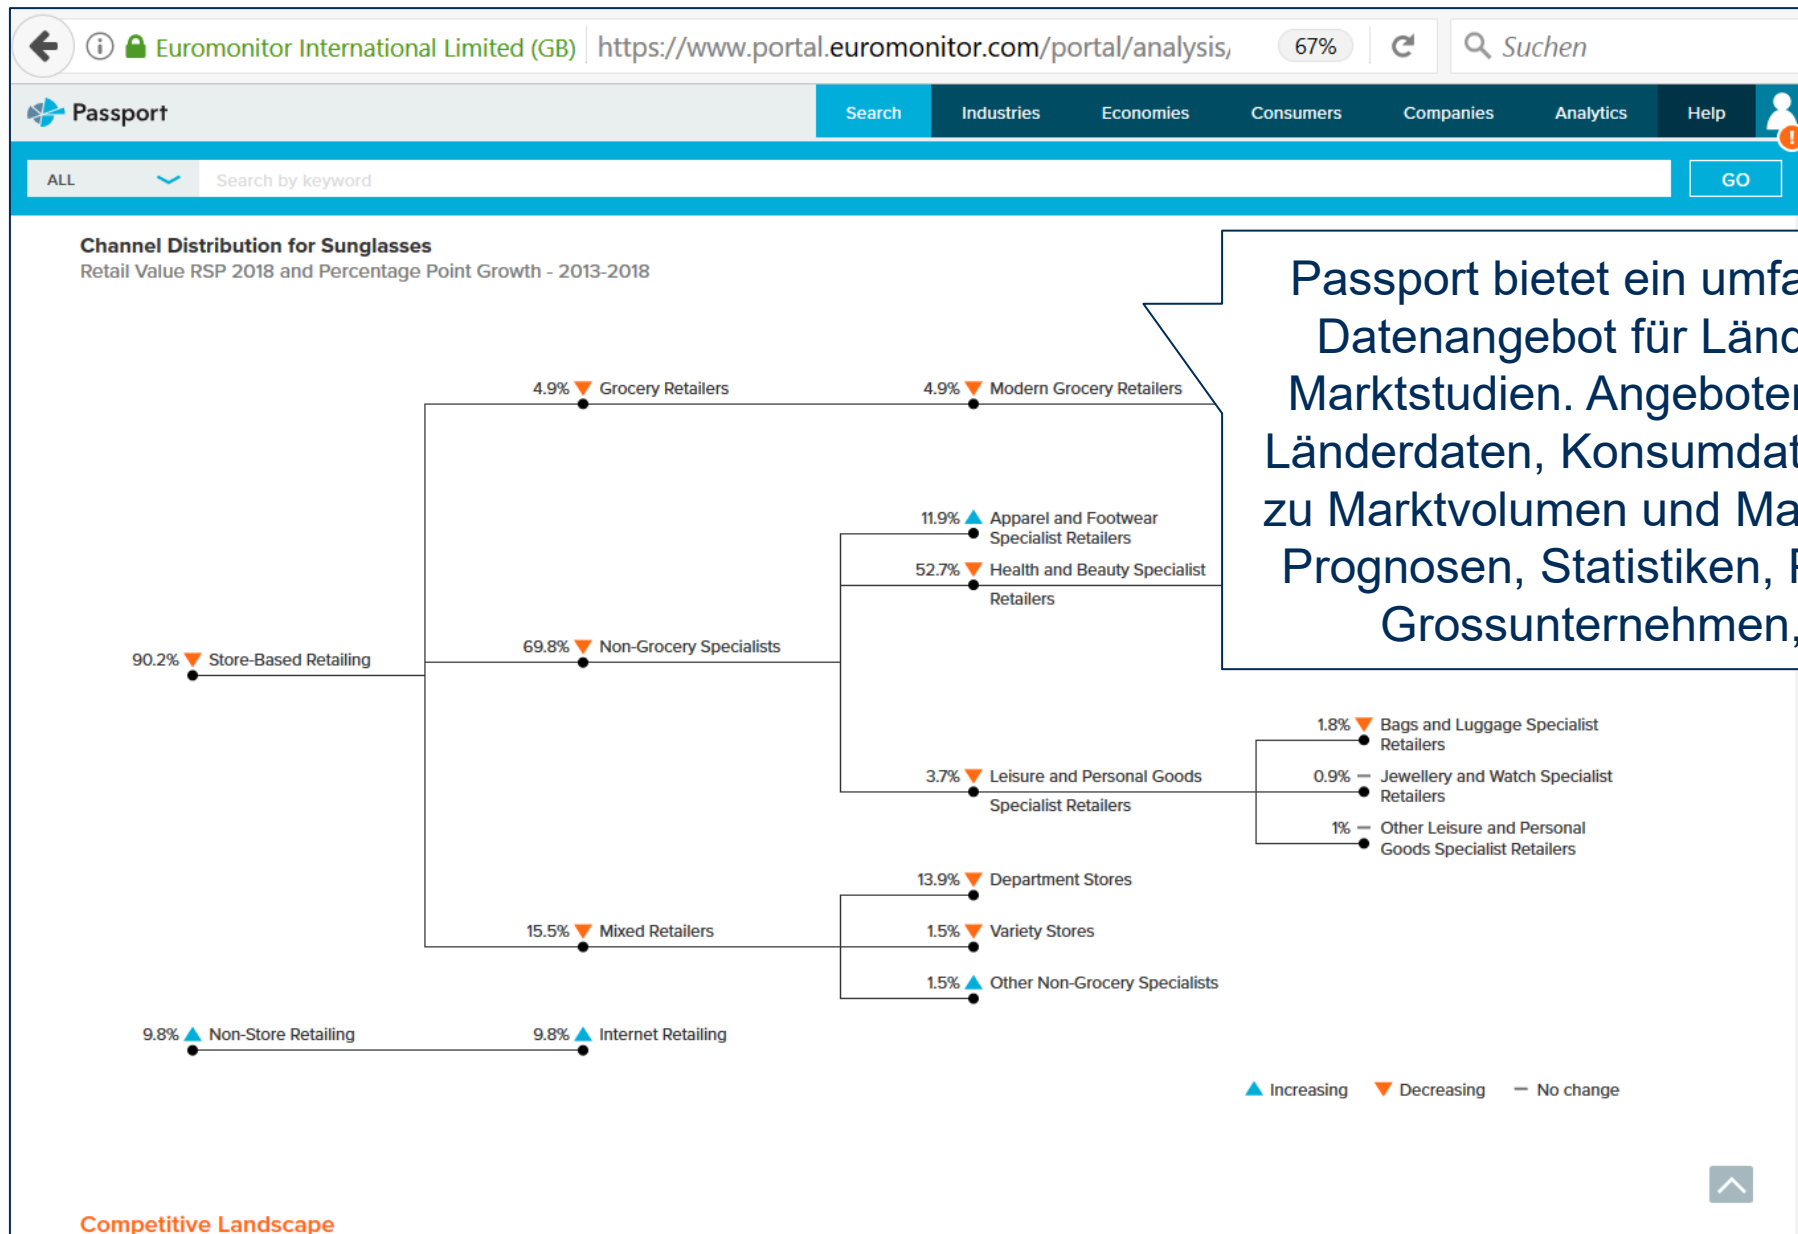 Euromonitor International Limited (GB) https://www.portal.euromonitor.com/portal/analysis/ 67% Suchen
Passport Search Industries Economies Consumers Companies Analytics Help
ALL Search by keyword GO
Channel Distribution for Sunglasses
Retail Value RSP 2018 and Percentage Point Growth - 2013-2018
Passport bietet ein
Datenangebot für
Marktstudien.
Länderdaten,
zu Marktvolumen und
Prognosen, Statistiken,
Grossunternehmen,
4.9% Grocery Retailers
4.9% Modern Grocery Retailers
11.9% Apparel and Footwear
Specialist Retailers
52.7% Health and Beauty Specialist
Retailers
90.2% Store-Based Retailing
69.8% Non-Grocery Specialists
3.7% Leisure and Personal Goods
Specialist Retailers
1.8% Bags and Luggage Specialist
Retailers
0.9% – Jewellery and Watch Specialist
Retailers
1% – Other Leisure and Personal
Goods Specialist Retailers
15.5% Mixed Retailers
13.9% Department Stores
1.5% Variety Stores
1.5% Other Non-Grocery Specialists
9.8% Non-Store Retailing
9.8% Internet Retailing
Increasing Decreasing – No change
Competitive Landscape